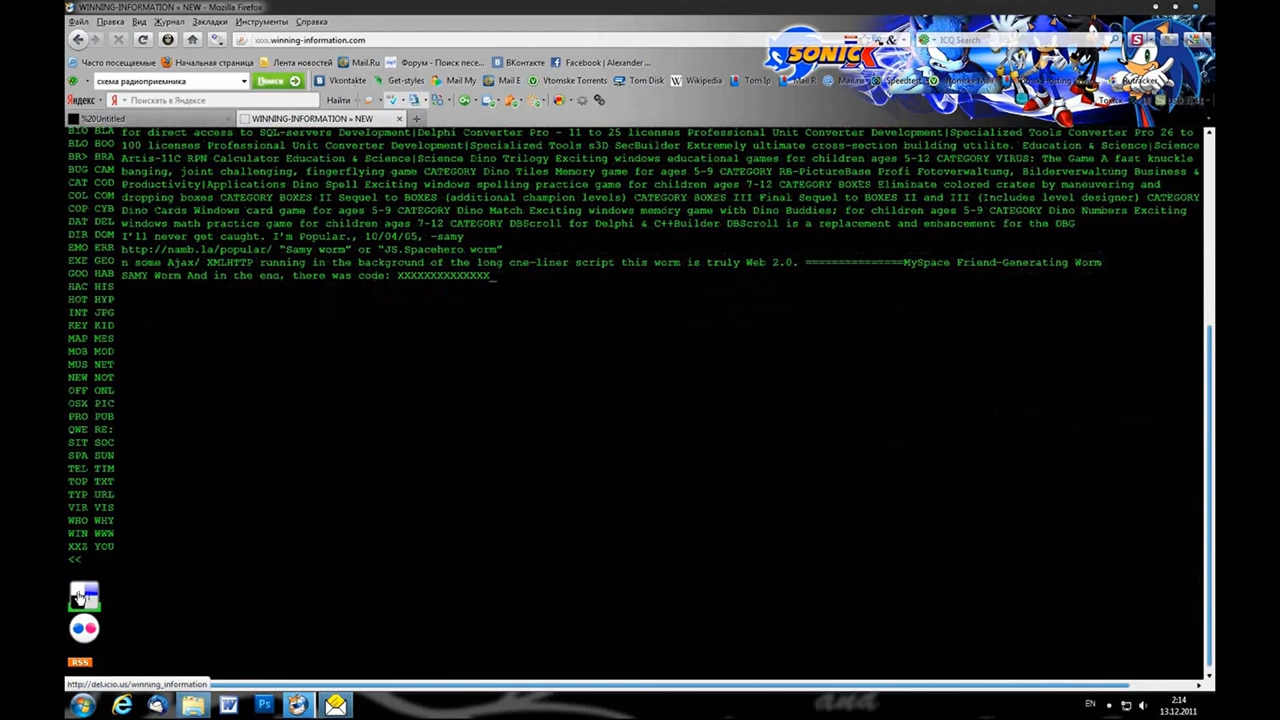 WINNING-INFORMATION » NEW - Mozilla Firefox
Файл Правка Вид Журнал Закладки Инструменты Справка
xxxx.winning-information.com
ICQ Search
SONIC X
Часто посещаемые Начальная страница Лента новостей Mail.Ru Форум - Поиск песе... ВКонтакте Facebook | Alexander ...
схема радиоприемника Поиск Vkontakte Get-styles Mail My Mail E Vtomske Torrents Tom Disk Wikipedia Tom Ip Mail R Mail.ru Speedtest
Яндекс Поискать в Яндексе Найти
%20Untitled WINNING-INFORMATION » NEW
BIO BLA for direct access to SQL-servers Development|Delphi Converter Pro - 11 to 25 licenses Professional Unit Converter Development|Specialized Tools Converter Pro 26 to
BLO BOO 100 licenses Professional Unit Converter Development|Specialized Tools s3D SecBuilder Extremely ultimate cross-section building utilite. Education & Science|Science
BR> BRA Artis-11C RPN Calculator Education & Science|Science Dino Trilogy Exciting windows educational games for children ages 5-12 CATEGORY VIRUS: The Game A fast knuckle
BUG CAM banging, joint challenging, fingerflying game CATEGORY Dino Tiles Memory game for ages 5-9 CATEGORY RB-PictureBase Profi Fotoverwaltung, Bilderverwaltung Business &
CAT COD Productivity|Applications Dino Spell Exciting windows spelling practice game for children ages 7-12 CATEGORY BOXES Eliminate colored crates by maneuvering and
COL COM dropping boxes CATEGORY BOXES II Sequel to BOXES (additional champion levels) CATEGORY BOXES III Final Sequel to BOXES II and III (Includes level designer) CATEGORY
COP CYB Dino Cards Windows card game for ages 5-9 CATEGORY Dino Match Exciting windows memory game with Dino Buddies; for children ages 5-9 CATEGORY Dino Numbers Exciting
DAT DEL windows math practice game for children ages 7-12 CATEGORY DBScroll for Delphi & C++Builder DBScroll is a replacement and enhancement for the DBG
DIR DGM I'll never get caught. I'm Popular., 10/04/05, -samy
EMO ERR http://namb.la/popular/ "Samy worm" or "JS.Spacehero worm"
EXE GEO n some Ajax/ XMLHTTP running in the background of the long one-liner script this worm is truly Web 2.0. ===============MySpace Friend-Generating Worm
GOO HAB SAMY Worm And in the end, there was code: XXXXXXXXXXXXXX_
HAC HIS
HOT HYP
INT JPG
KEY KID
MAP MES
MOB MOD
MUS NET
NEW NOT
OFF ONL
OSX PIC
PRO PUB
QWE RE:
SIT SOC
SPA SUN
TEL TIM
TOP TXT
TYP URL
VIR VIS
WHO WHY
WIN WWW
XXZ YOU
<<
RSS
http://del.icio.us/winning_information
and
EN 2:14
13.12.2011